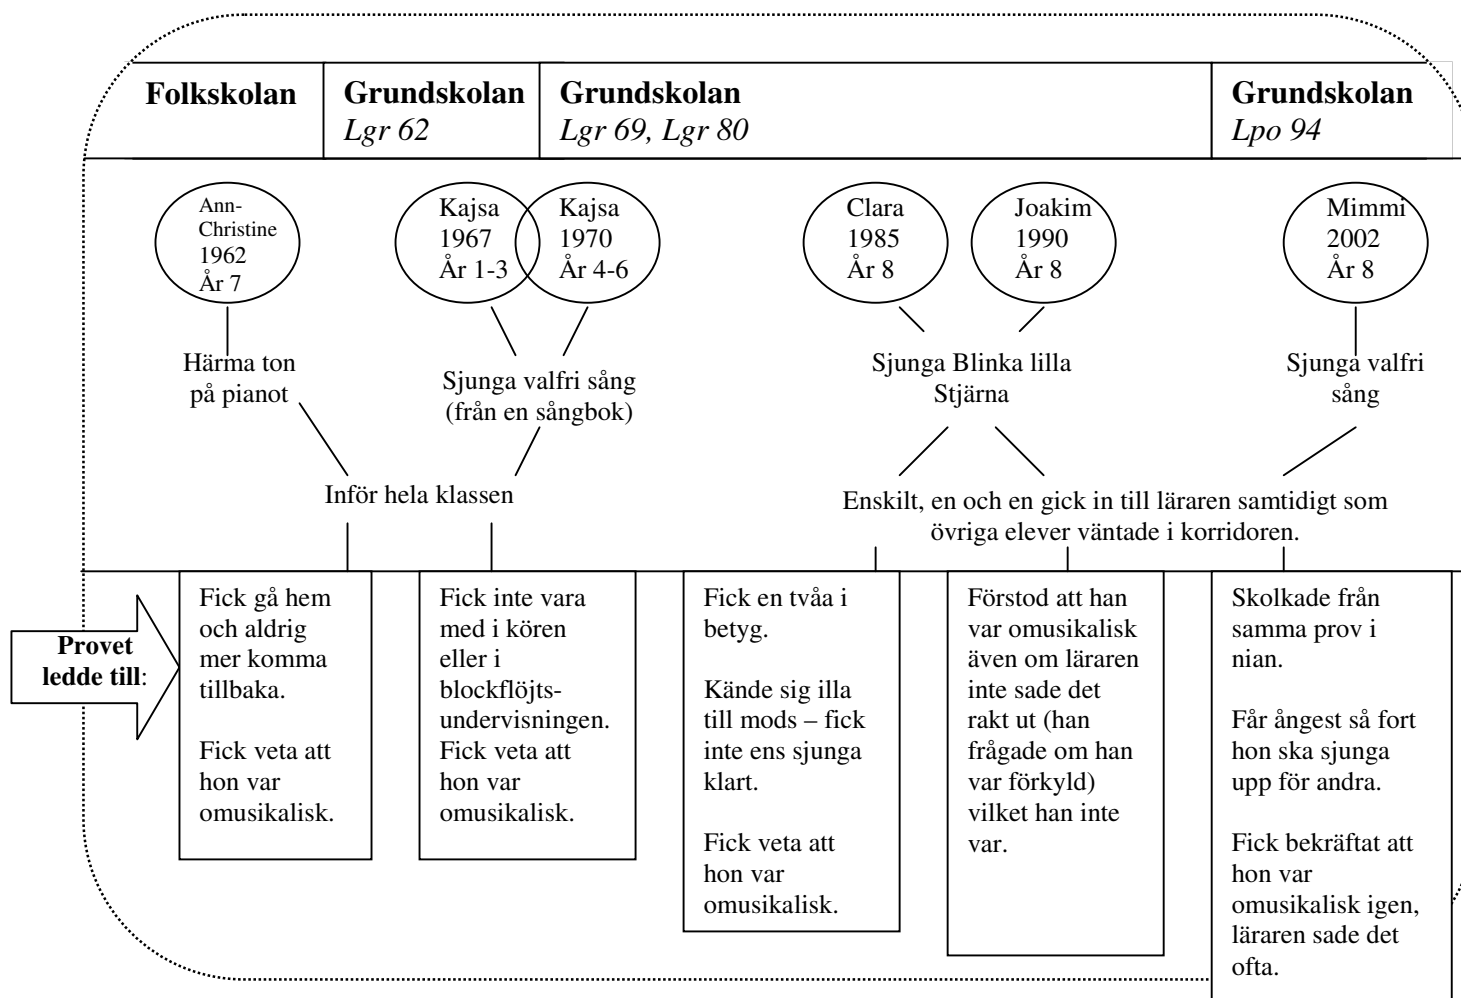 Folkskolan
Grundskolan
Lgr 62
Grundskolan
Lgr 69, Lgr 80
Grundskolan
Lpo 94
Ann-
Christine
1962
År 7
Kajsa
1967
År 1-3
Kajsa
1970
År 4-6
Clara
1985
År 8
Joakim
1990
År 8
Mimmi
2002
År 8
Härma ton
på pianot
Sjunga valfri sång
(från en sångbok)
Sjunga Blinka lilla
Stjärna
Sjunga valfri
sång
Inför hela klassen
Enskilt, en och en gick in till läraren samtidigt som
övriga elever väntade i korridoren.
Provet
ledde till:
Fick gå hem
och aldrig
mer komma
tillbaka.
Fick veta att
hon var
omusikalisk.
Fick inte vara
med i kören
eller i
blockflöjts-
undervisningen.
Fick veta att
hon var
omusikalisk.
Fick en tvåa i
betyg.
Kände sig illa
till mods – fick
inte ens sjunga
klart.
Fick veta att
hon var
omusikalisk.
Förstod att han
var omusikalisk
även om läraren
inte sade det
rakt ut (han
frågade om han
var förkyld)
vilket han inte
var.
Skolkade från
samma prov i
nian.
Får ångest så fort
hon ska sjunga
upp för andra.
Fick bekräftat att
hon var
omusikalisk igen,
läraren sade det
ofta.